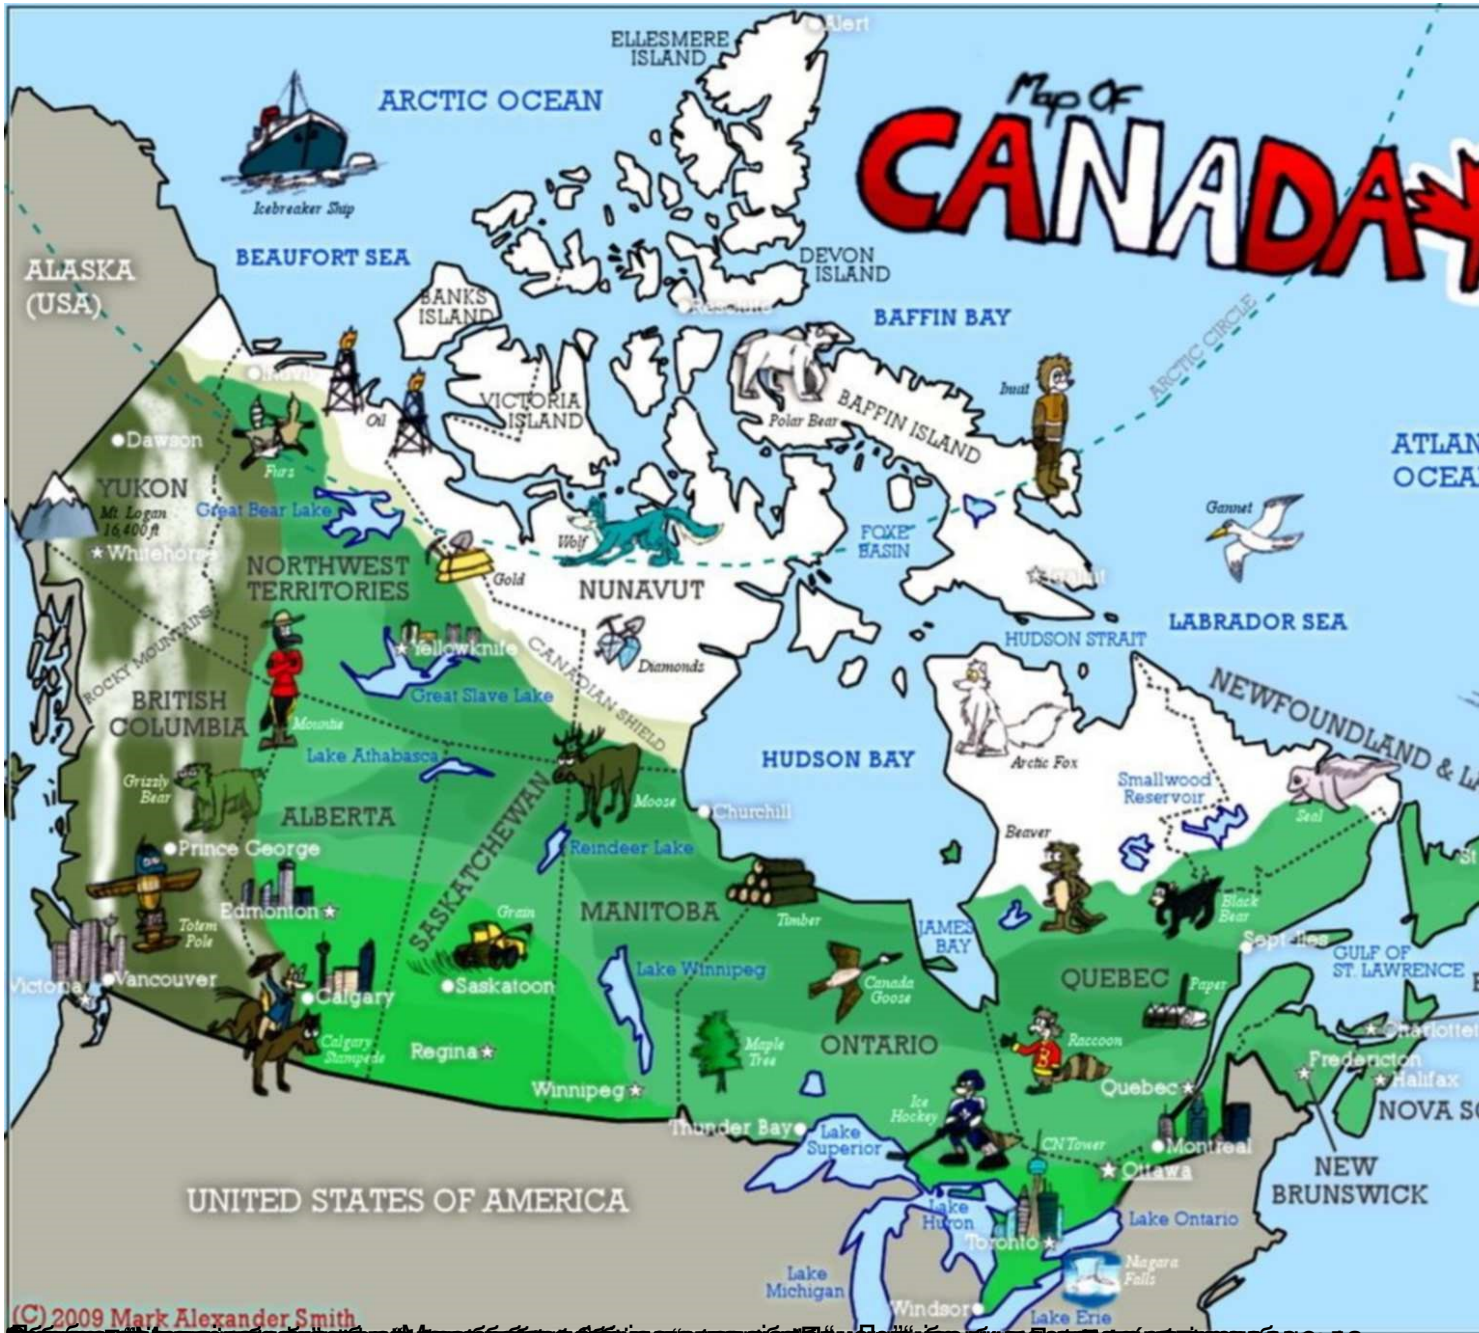 Alert
ELLESMERE
ISLAND
ARCTIC OCEAN
Map OF
CANADA
Icebreaker Ship
BEAUFORT SEA
DEVON
ISLAND
ALASKA
(USA)
BANKS
ISLAND
Resolute
BAFFIN BAY
ARCTIC CIRCLE
Inuvik
Oil
VICTORIA
ISLAND
Polar Bear
BAFFIN ISLAND
Inuit
Dawson
Furs
ATLAN
OCEA
YUKON
Mt. Logan
16,400ft
Great Bear Lake
Gannet
Whitehorse
Wolf
FOXE
BASIN
NORTHWEST
TERRITORIES
Gold
NUNAVUT
Iqaluit
LABRADOR SEA
HUDSON STRAIT
ROCKY MOUNTAINS
Yellowknife
CANADIAN SHIELD
Diamonds
Great Slave Lake
NEWFOUNDLAND & LA
BRITISH
COLUMBIA
Mountie
Lake Athabasca
HUDSON BAY
Arctic Fox
Grizzly
Bear
Smallwood
Reservoir
Moose
Churchill
Seal
ALBERTA
SASKATCHEWAN
Beaver
Prince George
Reindeer Lake
St
Edmonton
Grain
MANITOBA
Timber
Black
Bear
Totem
Pole
JAMES
BAY
Sept-Iles
GULF OF
ST. LAWRENCE
Lake Winnipeg
Canada
Goose
QUEBEC
Paper
Victoria
Vancouver
Calgary
Saskatoon
Calgary
Stampede
Regina
Maple
Tree
ONTARIO
Raccoon
Charlottet
Fredericton
Halifax
Winnipeg
Quebec
Ice
Hockey
NOVA SC
Thunder Bay
Lake
Superior
CN Tower
Montreal
Ottawa
NEW
BRUNSWICK
UNITED STATES OF AMERICA
Lake
Huron
Lake Ontario
Toronto
Niagara
Falls
Lake
Michigan
Windsor
Lake Erie
(C) 2009 Mark Alexander Smith